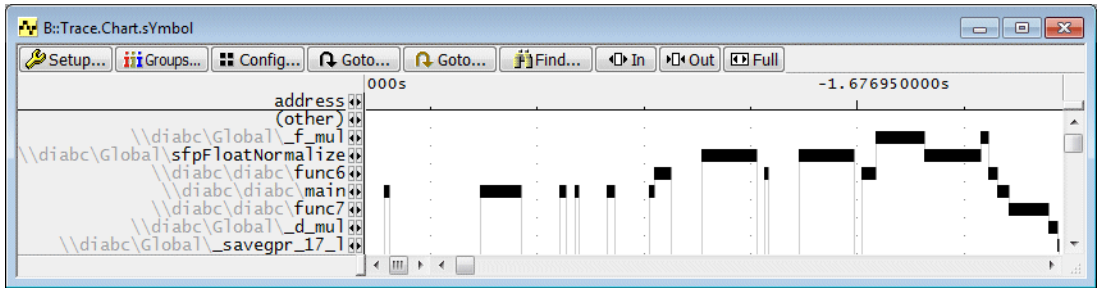 B::Trace.Chart.sYmbol
Setup... Groups... Config... Goto... Goto... Find... In Out Full
000s -1.676950000s
address
(other)
\\diabc\Global\_f_mul
\\diabc\Global\sfpFloatNormalize
\\diabc\diabc\func6
\\diabc\diabc\main
\\diabc\diabc\func7
\\diabc\Global\_d_mul
\\diabc\Global\_savegpr_17_l